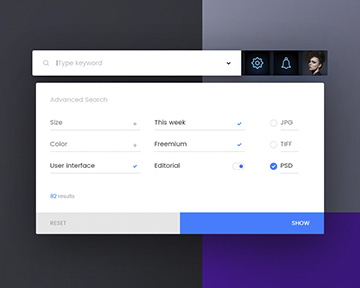 Type keyword
Advanced Search
Size This week JPG
Color Freemium TIFF
User interface Editorial PSD
82 results
RESET SHOW